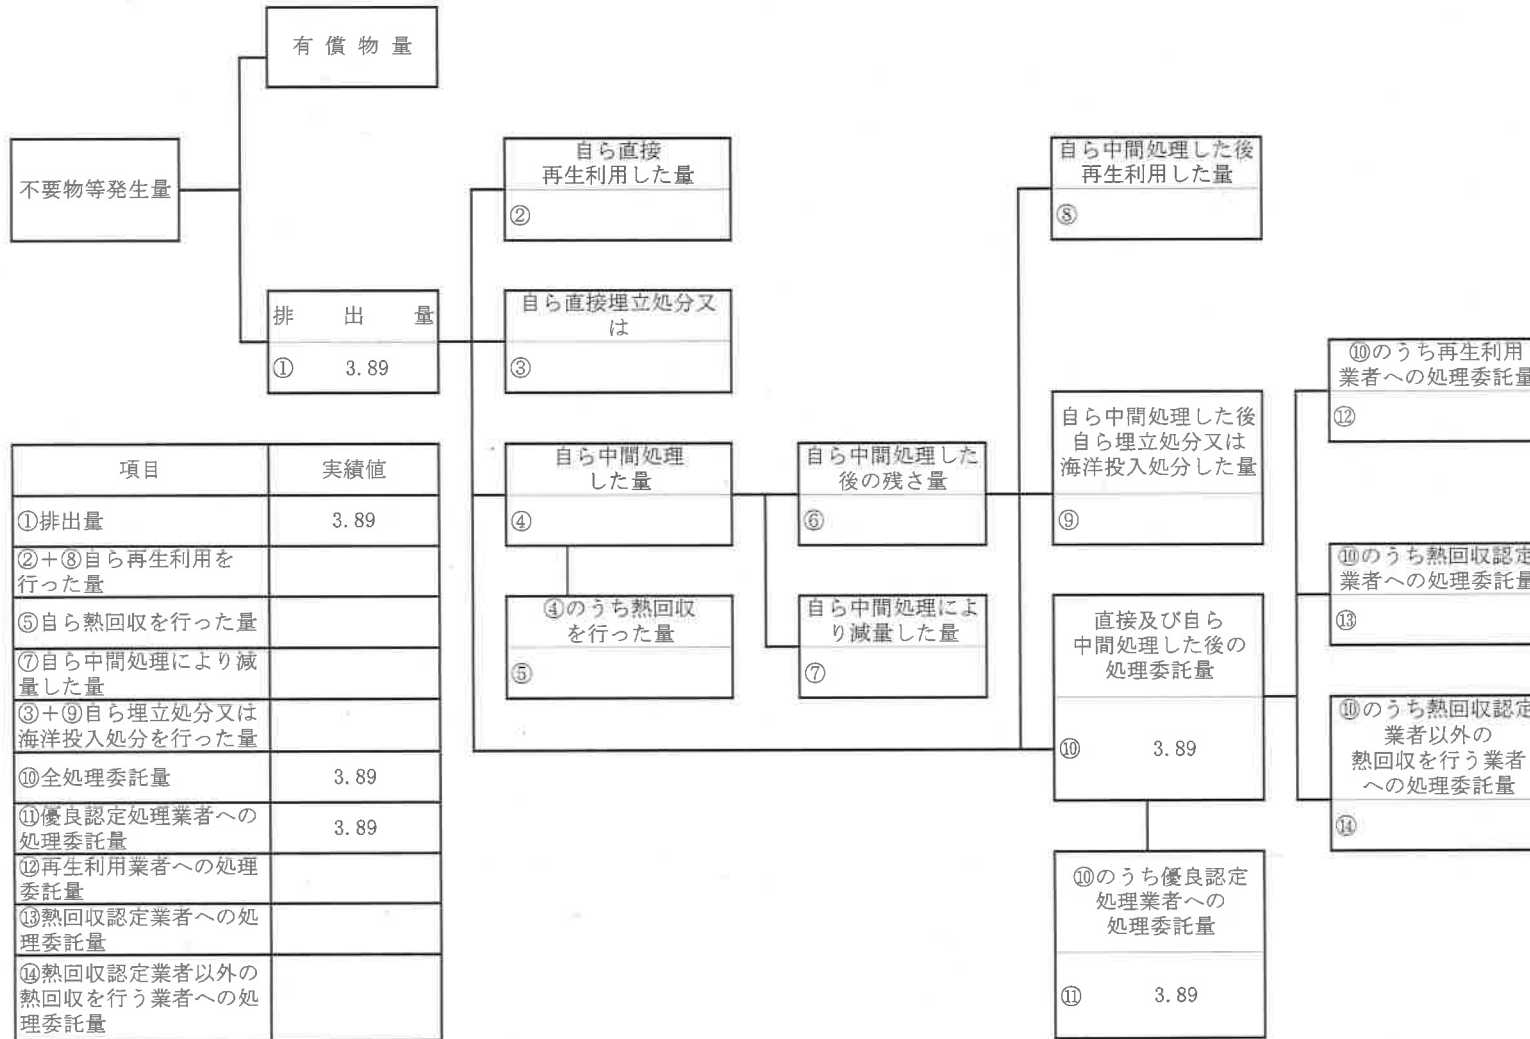 有償物量
不要物等発生量
排出量
① 3.89
自ら直接
再生利用した量
②
自ら直接埋立処分又
は
③
自ら中間処理
した量
④
④のうち熱回収
を行った量
⑤
自ら中間処理した
後の残さ量
⑥
自ら中間処理によ
り減量した量
⑦
自ら中間処理した後
再生利用した量
⑧
自ら中間処理した後
自ら埋立処分又は
海洋投入処分した量
⑨
直接及び自ら
中間処理した後の
処理委託量
⑩ 3.89
⑩のうち優良認定
処理業者への
処理委託量
⑪ 3.89
⑩のうち再生利用
業者への処理委託量
⑫
⑩のうち熱回収認定
業者への処理委託量
⑬
⑩のうち熱回収認定
業者以外の
熱回収を行う業者
への処理委託量
⑭
項目 実績値
①排出量 3.89
②+⑧自ら再生利用を
行った量
⑤自ら熱回収を行った量
⑦自ら中間処理により減
量した量
③+⑨自ら埋立処分又は
海洋投入処分を行った量
⑩全処理委託量 3.89
⑪優良認定処理業者への
処理委託量 3.89
⑫再生利用業者への処理
委託量
⑬熱回収認定業者への処
理委託量
⑭熱回収認定業者以外の
熱回収を行う業者への処
理委託量